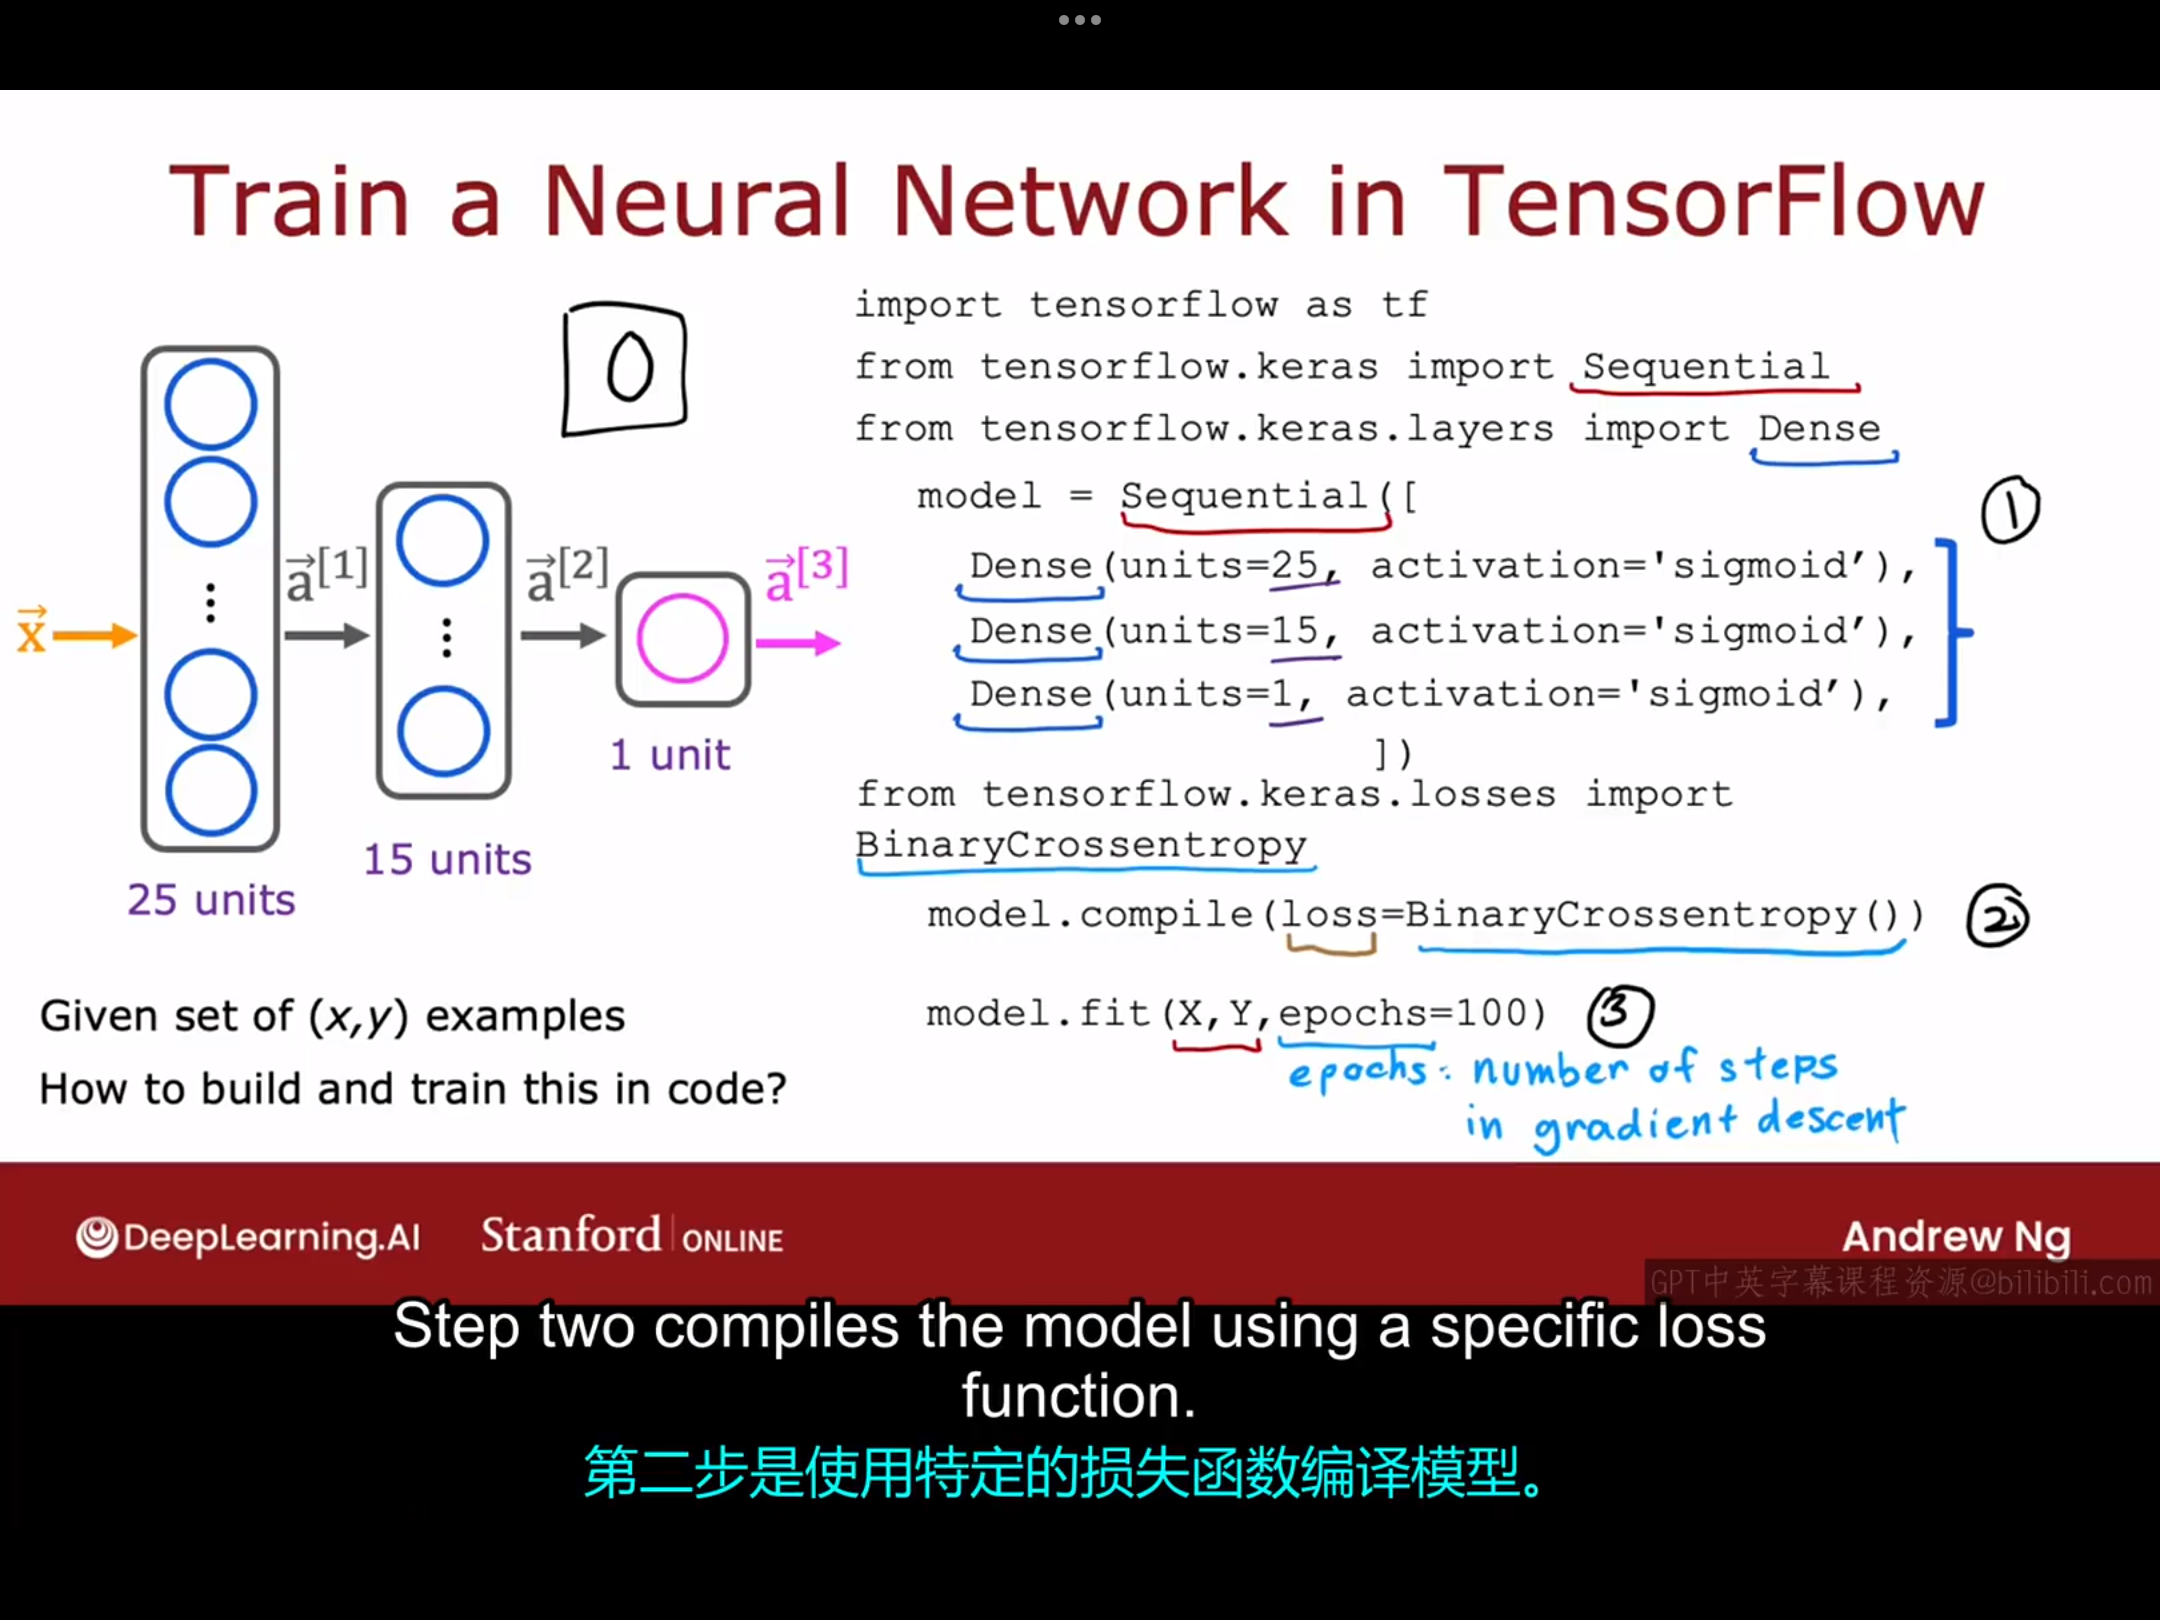 Train a Neural Network in TensorFlow
0
x
a[1]
a[2]
a[3]
25 units
15 units
1 unit
Given set of (x,y) examples
How to build and train this in code?
import tensorflow as tf
from tensorflow.keras import Sequential
from tensorflow.keras.layers import Dense
model = Sequential([
Dense(units=25, activation='sigmoid’),
Dense(units=15, activation='sigmoid’),
Dense(units=1, activation='sigmoid’),
])
1
from tensorflow.keras.losses import
BinaryCrossentropy
model.compile(loss=BinaryCrossentropy()) 2
model.fit(X,Y,epochs=100) 3
epochs: number of steps
in gradient descent
DeepLearning.AI Stanford ONLINE Andrew Ng
GPT中英字幕课程资源@bilibili.com
Step two compiles the model using a specific loss
function.
第二步是使用特定的损失函数编译模型。